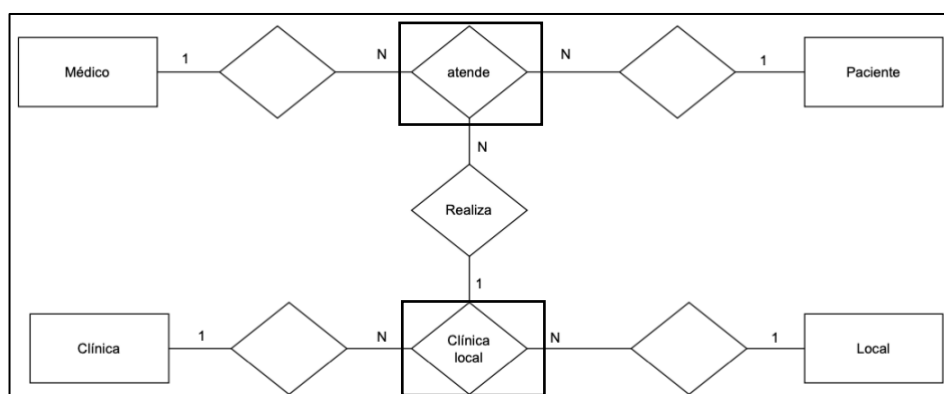 Médico
1
N
atende
N
1
Paciente
N
Realiza
1
Clínica
1
N
Clínica
local
N
1
Local